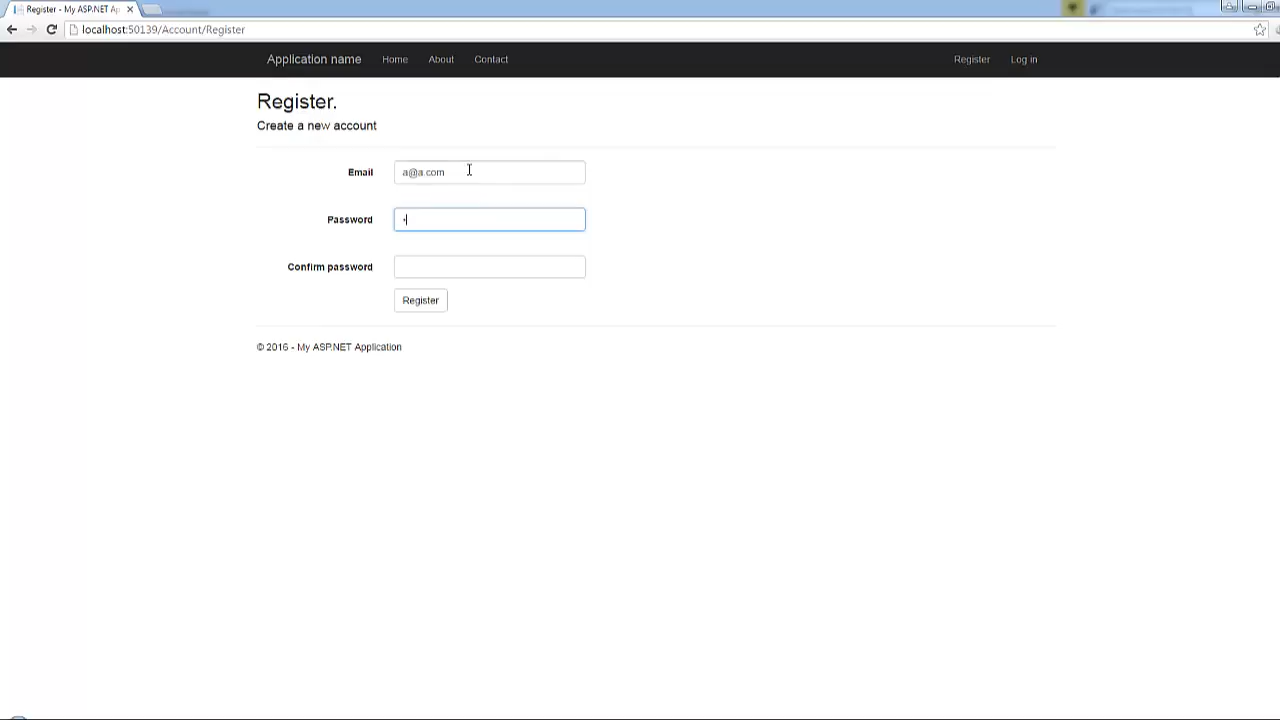 Register - My ASP.NET Ap
localhost:50139/Account/Register
Application name Home About Contact Register Log in
Register.
Create a new account
Email a@a.com
Password
Confirm password
Register
© 2016 - My ASP.NET Application